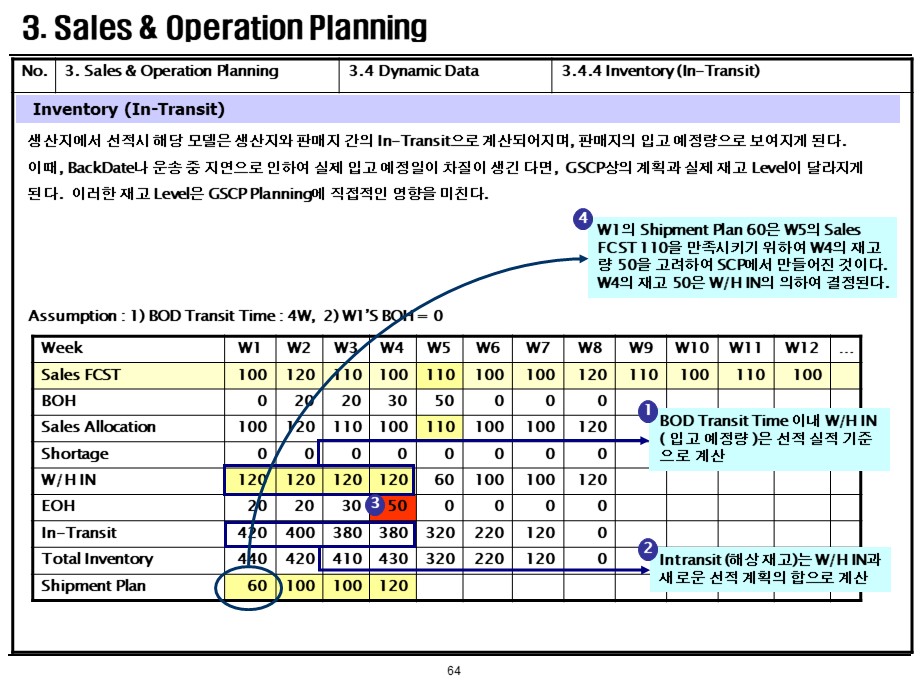 3. Sales & Operation Planning
No. 3. Sales & Operation Planning 3.4 Dynamic Data 3.4.4 Inventory (In-Transit)
Inventory (In-Transit)
생산지에서 선적시 해당 모델은 생산지와 판매지 간의 In-Transit으로 계산되어지며, 판매지의 입고 예정량으로 보여지게 된다.
이때, BackDate나 운송 중 지연으로 인하여 실제 입고 예정일이 차질이 생긴 다면, GSCP상의 계획과 실제 재고 Level이 달라지게
된다. 이러한 재고 Level은 GSCP Planning에 직접적인 영향을 미친다.
4
W1의 Shipment Plan 60은 W5의 Sales
FCST 110을 만족시키기 위하여 W4의 재고
량 50을 고려하여 SCP에서 만들어진 것이다.
W4의 재고 50은 W/H IN의 의하여 결정된다.
Assumption : 1) BOD Transit Time : 4W, 2) W1'S BOH = 0
Week W1 W2 W3 W4 W5 W6 W7 W8 W9 W10 W11 W12 ...
Sales FCST 100 120 110 100 110 100 100 120 110 100 110 100
BOH 0 20 20 30 50 0 0 0
Sales Allocation 100 120 110 100 110 100 100 120
Shortage 0 0 0 0 0 0 0 0
W/H IN 120 120 120 120 60 100 100 120
EOH 20 20 30 3 50 0 0 0 0
In-Transit 420 400 380 380 320 220 120 0
Total Inventory 440 420 410 430 320 220 120 0
Shipment Plan 60 100 100 120
1
BOD Transit Time 이내 W/H IN
( 입고 예정량 )은 선적 실적 기준
으로 계산
2
Intransit (해상 재고)는 W/H IN과
새로운 선적 계획의 합으로 계산
64